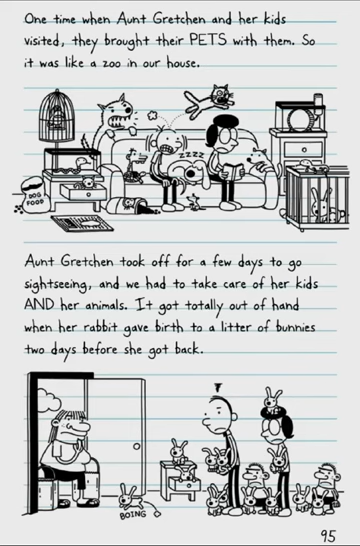 One time when Aunt Gretchen and her kids
visited, they brought their PETS with them. So
it was like a zoo in our house.
ZZZZ
DOG
FOOD
Aunt Gretchen took off for a few days to go
sightseeing, and we had to take care of her kids
AND her animals. It got totally out of hand
when her rabbit gave birth to a litter of bunnies
two days before she got back.
BOING
95